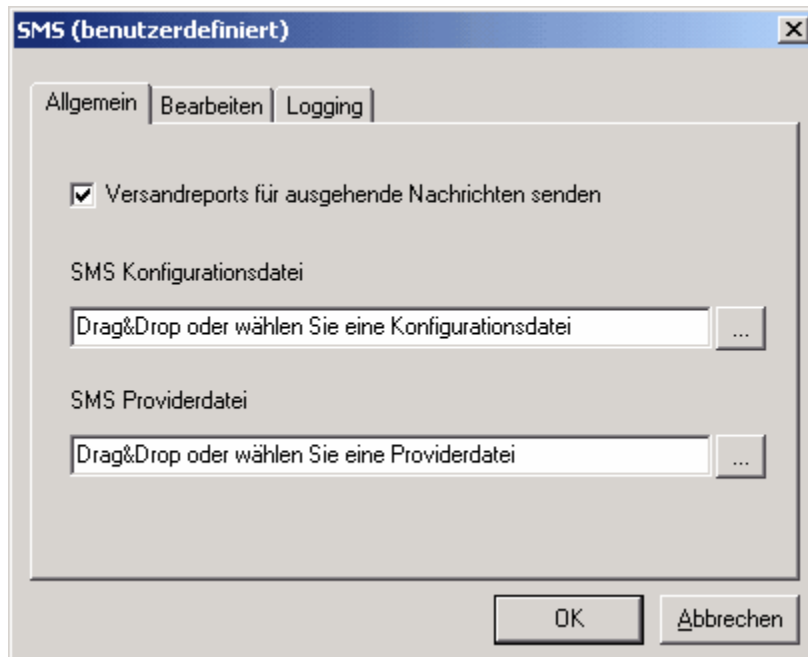 SMS (benutzerdefiniert)
Allgemein Bearbeiten Logging
Versandreports für ausgehende Nachrichten senden
SMS Konfigurationsdatei
Drag&Drop oder wählen Sie eine Konfigurationsdatei ...
SMS Providerdatei
Drag&Drop oder wählen Sie eine Providerdatei ...
OK Abbrechen